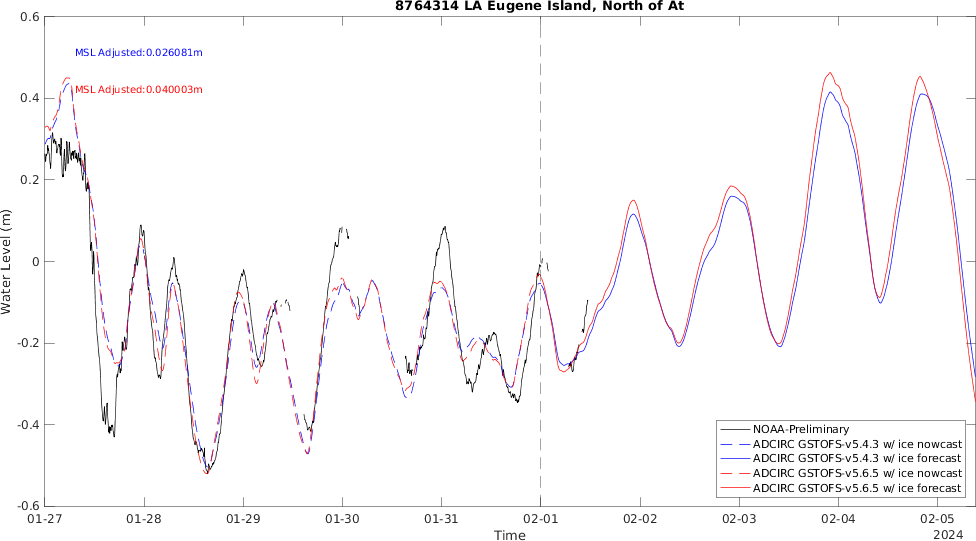 8764314 LA Eugene Island, North of At
MSL Adjusted:0.026081m
MSL Adjusted:0.040003m
Water Level (m)
0.6
0.4
0.2
0
-0.2
-0.4
-0.6
01-27 01-28 01-29 01-30 01-31 02-01 02-02 02-03 02-04 02-05
Time
2024
NOAA-Preliminary
ADCIRC GSTOFS-v5.4.3 w/ ice nowcast
ADCIRC GSTOFS-v5.4.3 w/ ice forecast
ADCIRC GSTOFS-v5.6.5 w/ ice nowcast
ADCIRC GSTOFS-v5.6.5 w/ ice forecast